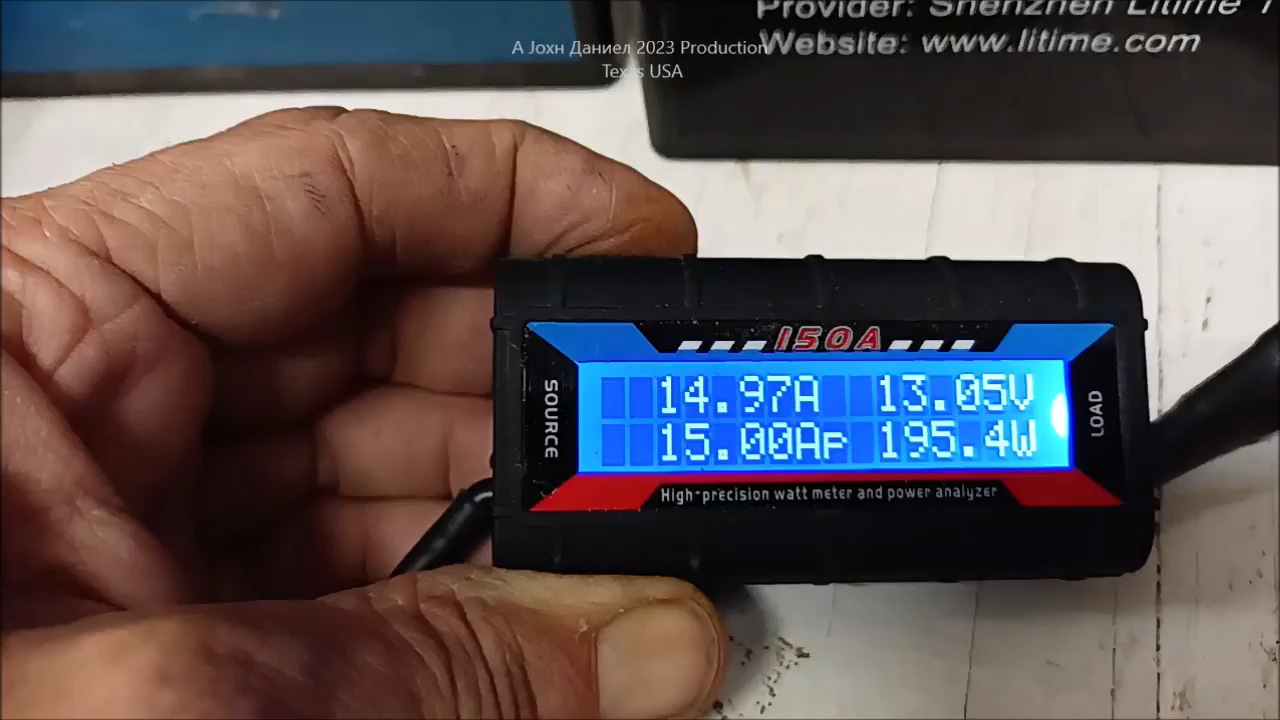 Provider: Shenzhen Litime
Website: www.litime.com
А Јохн Даниел 2023 Production
Texas USA
150A
SOURCE
14.97A 13.05V
15.00Ap 195.4W
LOAD
High-precision watt meter and power analyzer